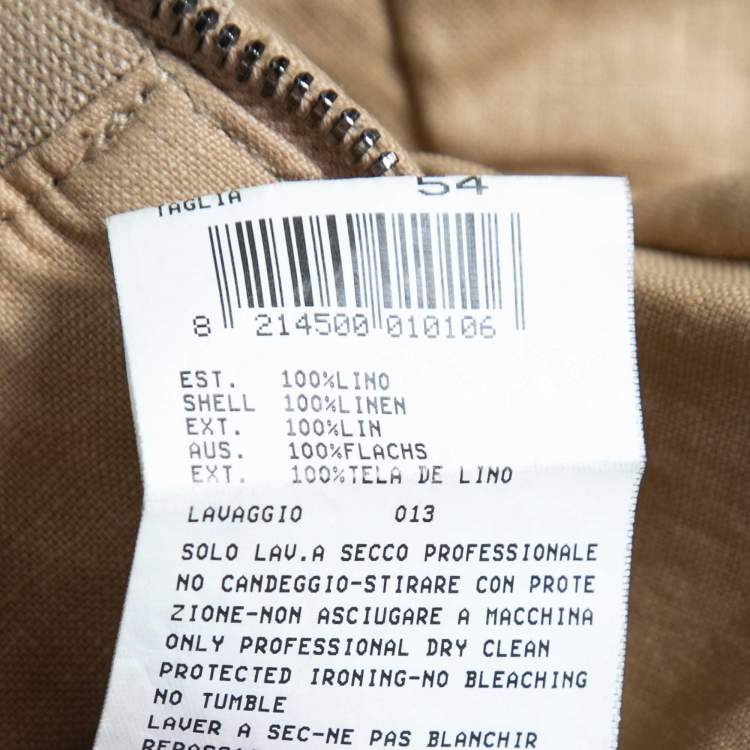 TAGLIA 54
8 214500 010106
EST. 100%LINO
SHELL 100%LINEN
EXT. 100%LIN
AUS. 100%FLACHS
EXT. 100%TELA DE LINO
LAVAGGIO 013
SOLO LAV.A SECCO PROFESSIONALE
NO CANDEGGIO-STIRARE CON PROTE
ZIONE-NON ASCIUGARE A MACCHINA
ONLY PROFESSIONAL DRY CLEAN
PROTECTED IRONING-NO BLEACHING
NO TUMBLE
LAVER A SEC-NE PAS BLANCHIR